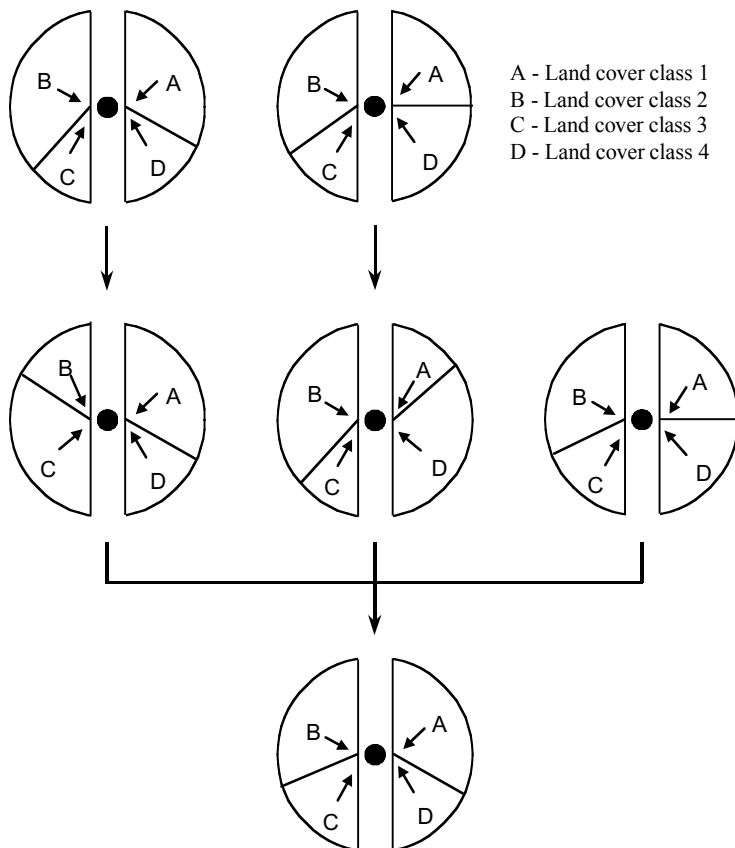 B A
C D
B A
C D
A - Land cover class 1
B - Land cover class 2
C - Land cover class 3
D - Land cover class 4
B A
C D
B A
C D
B A
C D
B A
C D